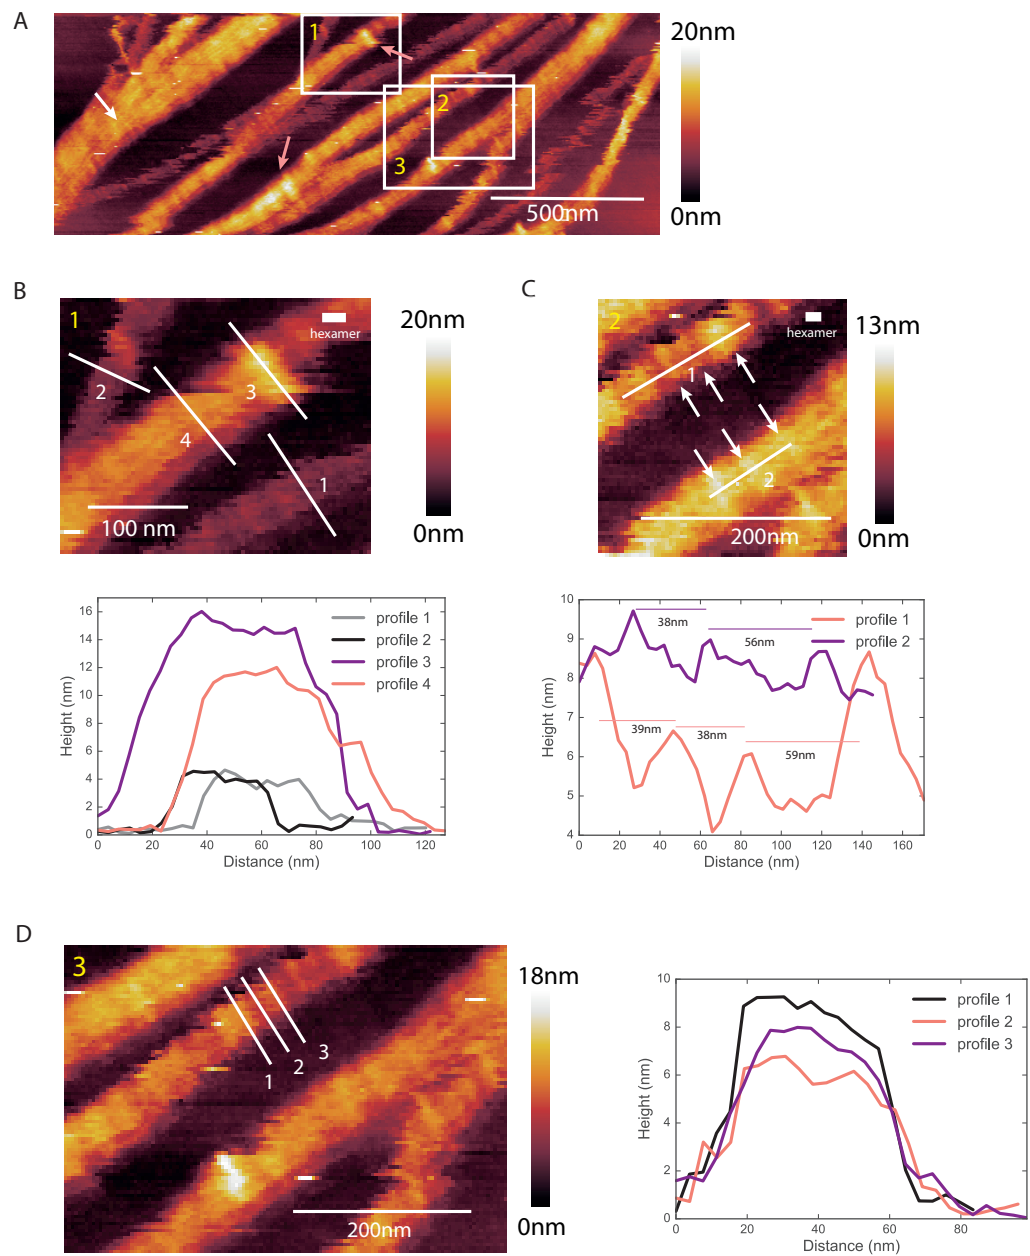 A
1
2
3
500nm
20nm
0nm
B
1
hexamer
2
3
4
1
100 nm
20nm
0nm
C
2
hexamer
1
2
200nm
13nm
0nm
16
14
12
10
8
6
4
2
0
Height (nm)
0 20 40 60 80 100 120
Distance (nm)
profile 1
profile 2
profile 3
profile 4
10
9
8
7
6
5
4
Height (nm)
0 20 40 60 80 100 120 140 160
Distance (nm)
38nm
56nm
39nm
38nm
59nm
profile 1
profile 2
D
3
1
2
3
200nm
18nm
0nm
10
8
6
4
2
0
Height (nm)
0 20 40 60 80
Distance (nm)
profile 1
profile 2
profile 3